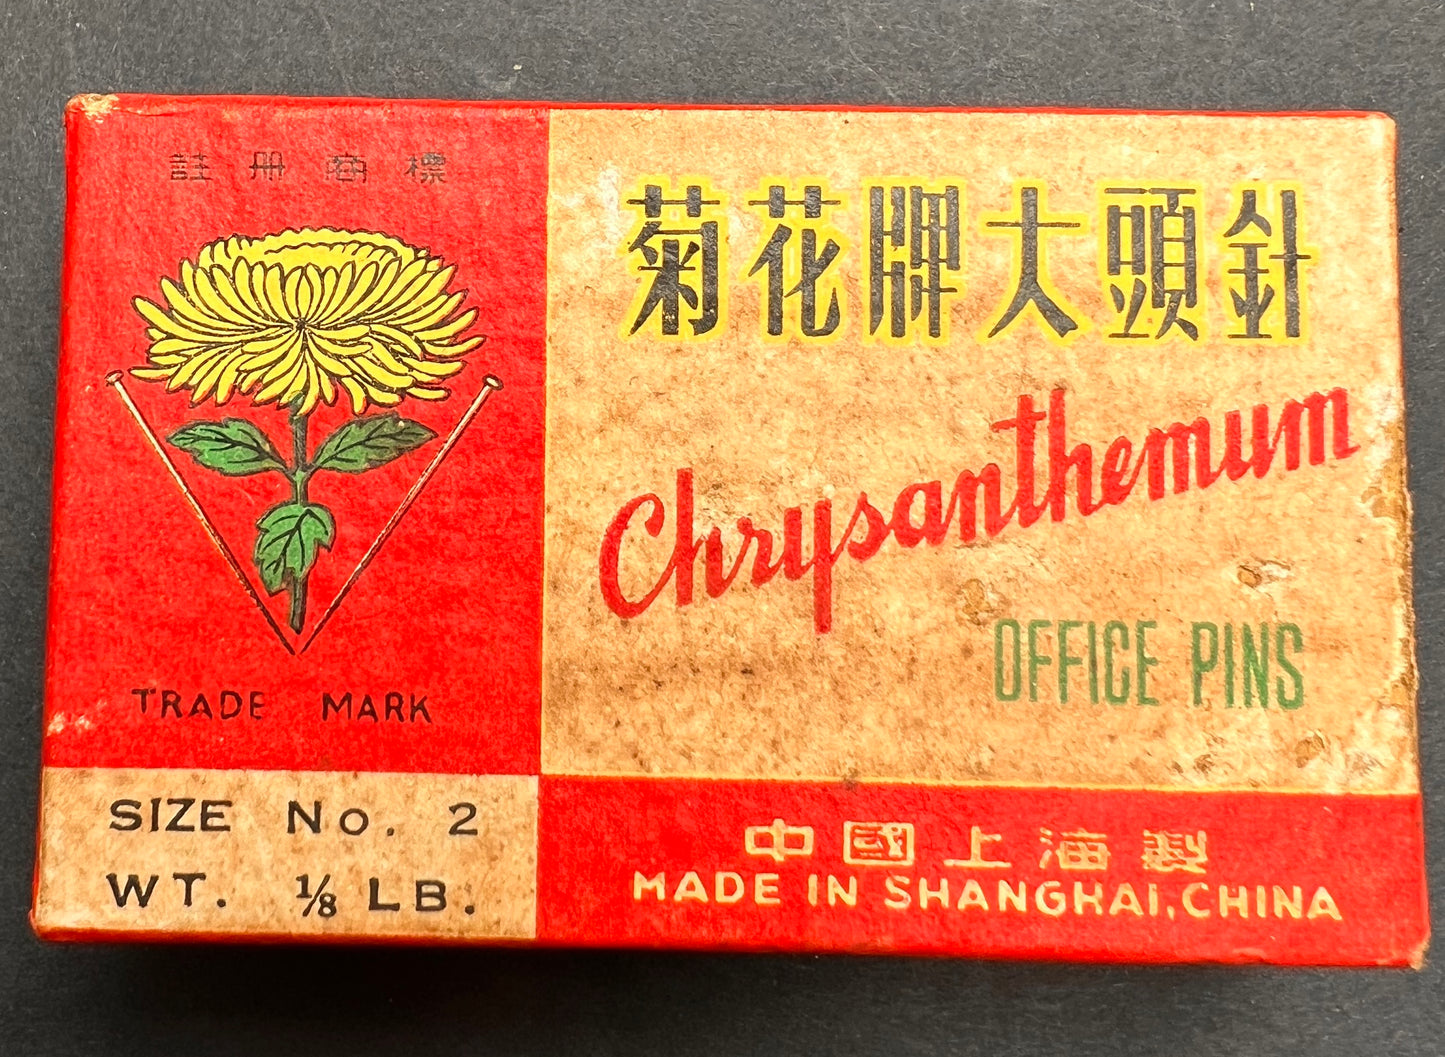 註册商標
TRADE MARK
SIZE No. 2
WT. ⅛ LB.
菊花牌大頭針
Chrysanthemum
OFFICE PINS
中國上海製
MADE IN SHANGHAI, CHINA